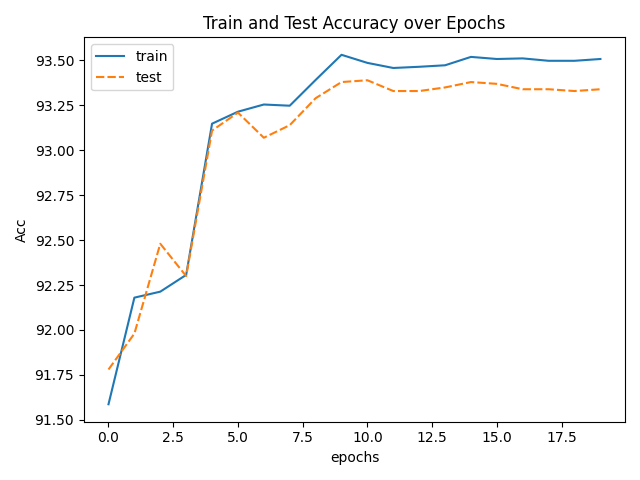 Train and Test Accuracy over Epochs
train
test
93.50
93.25
93.00
92.75
92.50
92.25
92.00
91.75
91.50
Acc
0.0 2.5 5.0 7.5 10.0 12.5 15.0 17.5
epochs